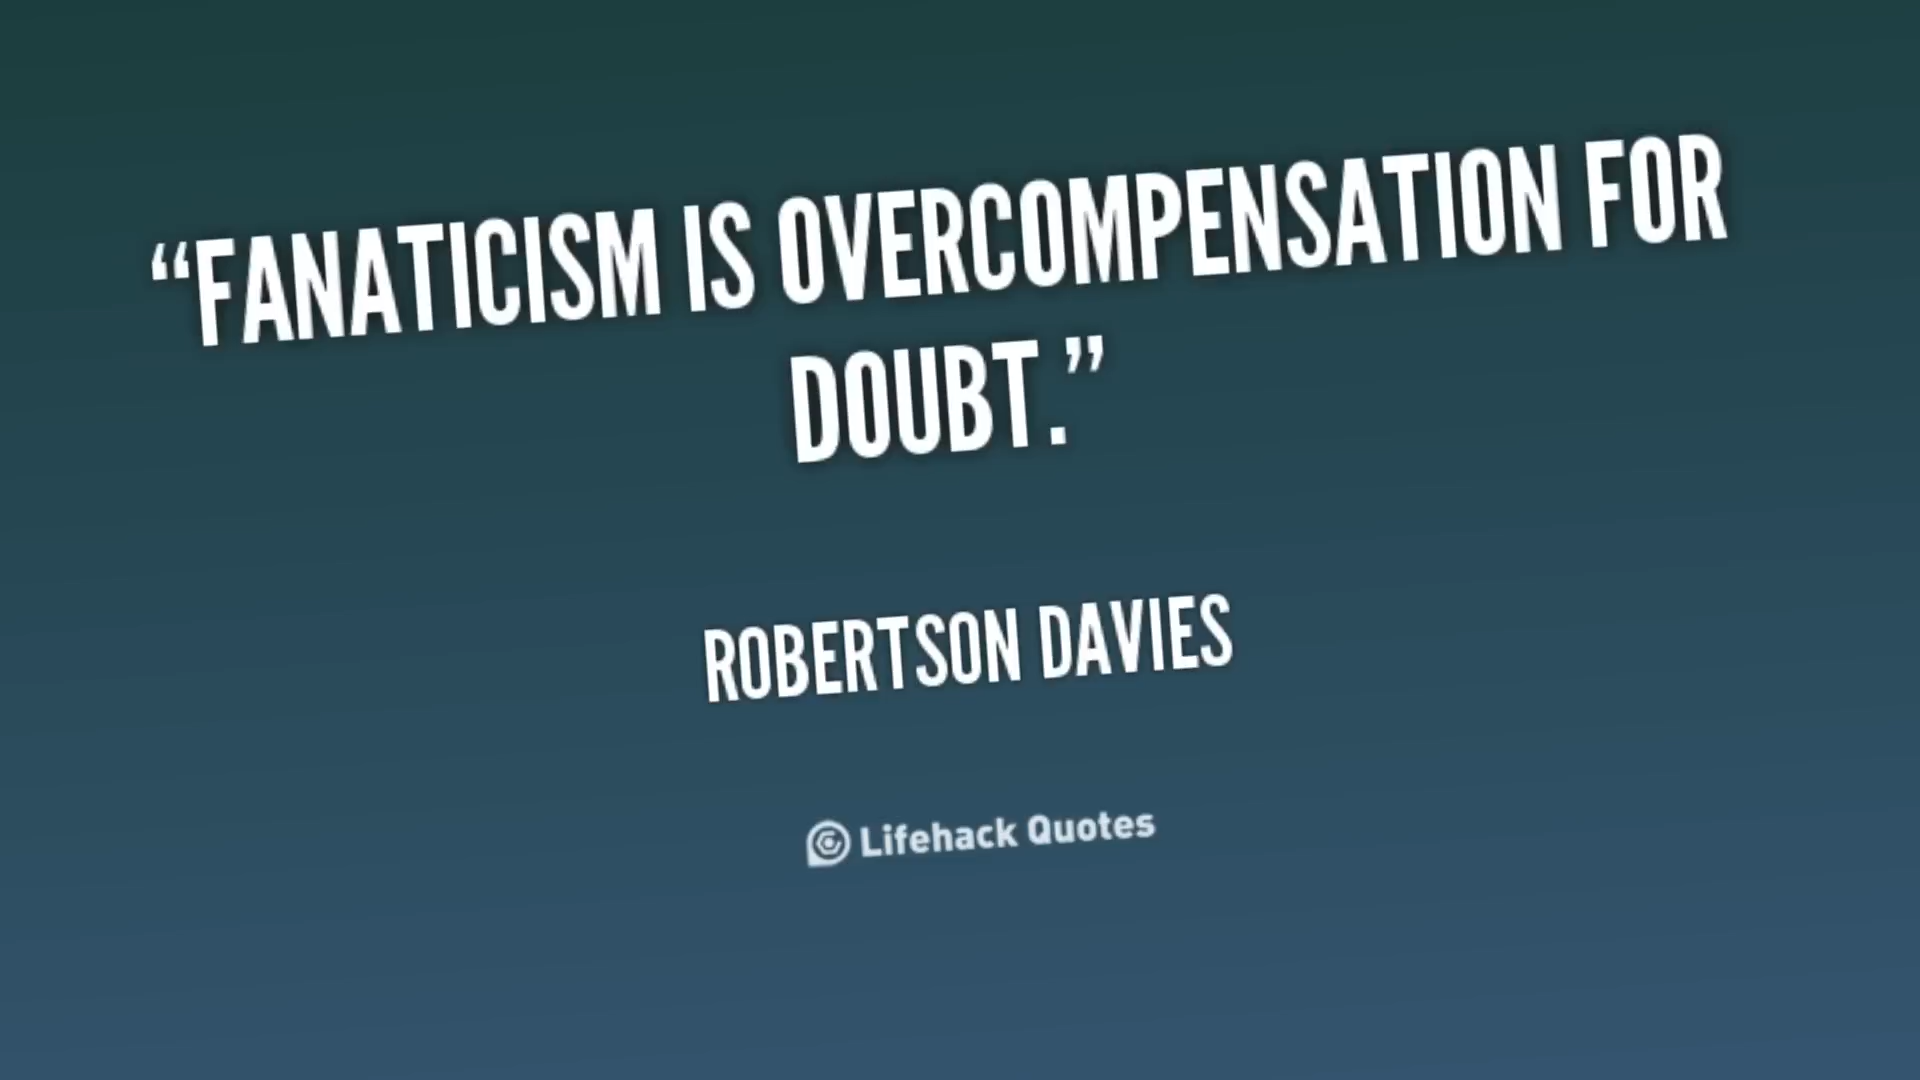 “FANATICISM IS OVERCOMPENSATION FOR
DOUBT.”
ROBERTSON DAVIES
Lifehack Quotes